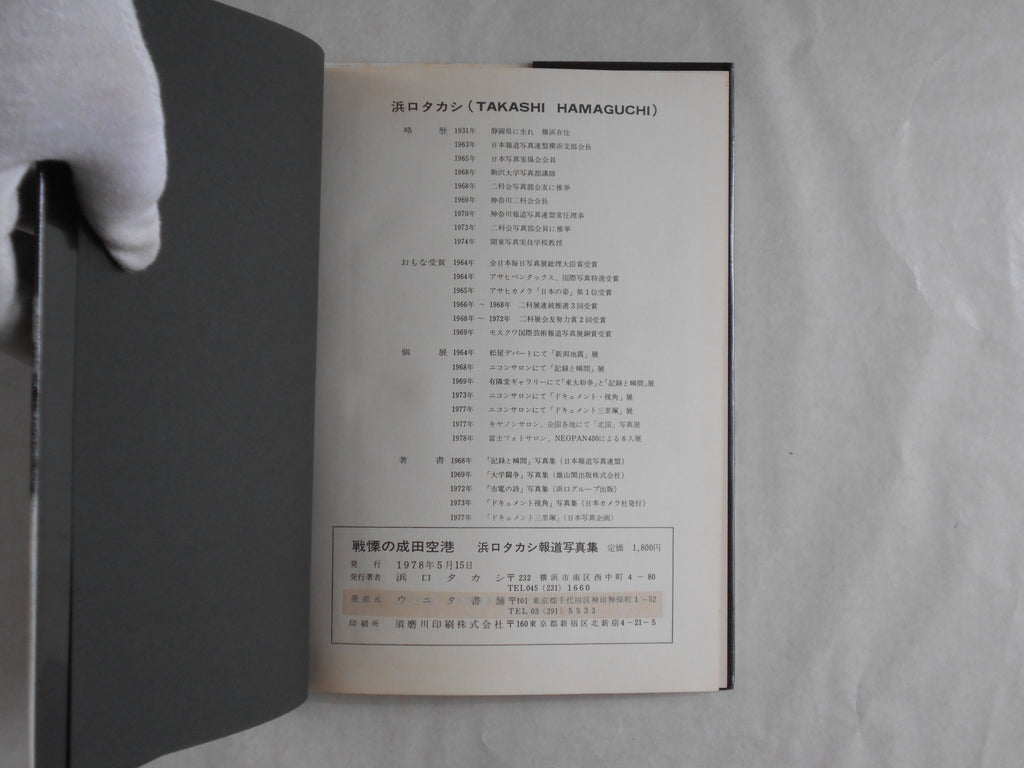 浜口タカシ(TAKASHI HAMAGUCHI)
略　歴 1931年 静岡県に生れ 横浜在住
1963年 日本報道写真連盟横浜支部会長
1965年 日本写真家協会会員
1968年 駒沢大学写真部講師
1968年 二科会写真部会友に推挙
1969年 神奈川二科会会長
1970年 神奈川報道写真連盟常任理事
1973年 二科会写真部会員に推挙
1974年 関東写真実技学校教授
おもな受賞 1964年 全日本毎日写真展総理大臣賞受賞
1964年 アサヒペンタックス、国際写真特選受賞
1965年 アサヒカメラ「日本の姿」第1位受賞
1966年 ～ 1968年 二科展連続推選3回受賞
1968年 ～ 1972年 二科展会友努力賞2回受賞
1969年 モスクワ国際芸術報道写真展銅賞受賞
個　展 1964年 松屋デパートにて「新潟地震」展
1968年 ニコンサロンにて「記録と瞬間」展
1969年 有隣堂ギャラリーにて「東大紛争」と「記録と瞬間」展
1973年 ニコンサロンにて「ドキュメント・視角」展
1977年 ニコンサロンにて「ドキュメント三里塚」展
1977年 キヤノンサロン、全国各地にて「北国」写真展
1978年 富士フォトサロン、NEOPAN400による8人展
著　書 1968年 「記録と瞬間」写真集(日本報道写真連盟)
1969年 「大学闘争」写真集(雄山閣出版株式会社)
1972年 「市電の詩」写真集(浜口グループ出版)
1973年 「ドキュメント視角」写真集(日本カメラ社発行)
1977年 「ドキュメント三里塚」(日本写真企画)
戦慄の成田空港 浜口タカシ報道写真集 定価 1,800円
発　行 1978年5月15日
発行著者 浜口タカシ 〒232 横浜市南区西中町4－80
TEL045(231)1660
発売元 ウニタ書舗 〒101 東京都千代田区神田神保町1－52
TEL 03(291)5533
印刷所 須磨川印刷株式会社 〒160東京都新宿区北新宿4－21－5